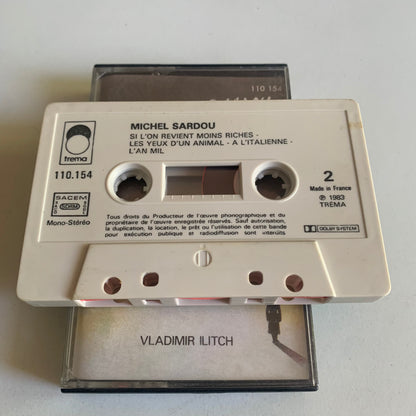 110 154
MICHEL SARDOU
SI L'ON REVIENT MOINS RICHES -
LES YEUX D'UN ANIMAL - A L'ITALIENNE -
L'AN MIL
trema
110.154
2
Made in France
℗ 1983
TRÉMA
SACEM
SDRM
Mono-Stéréo
DOLBY SYSTEM
Tous droits du Producteur de l'œuvre phonographique et du
propriétaire de l'œuvre enregistrée réservés. Sauf autorisation,
la duplication, la location, le prêt ou l'utilisation de cette bande
pour exécution publique et radiodiffusion sont interdits
VLADIMIR ILITCH